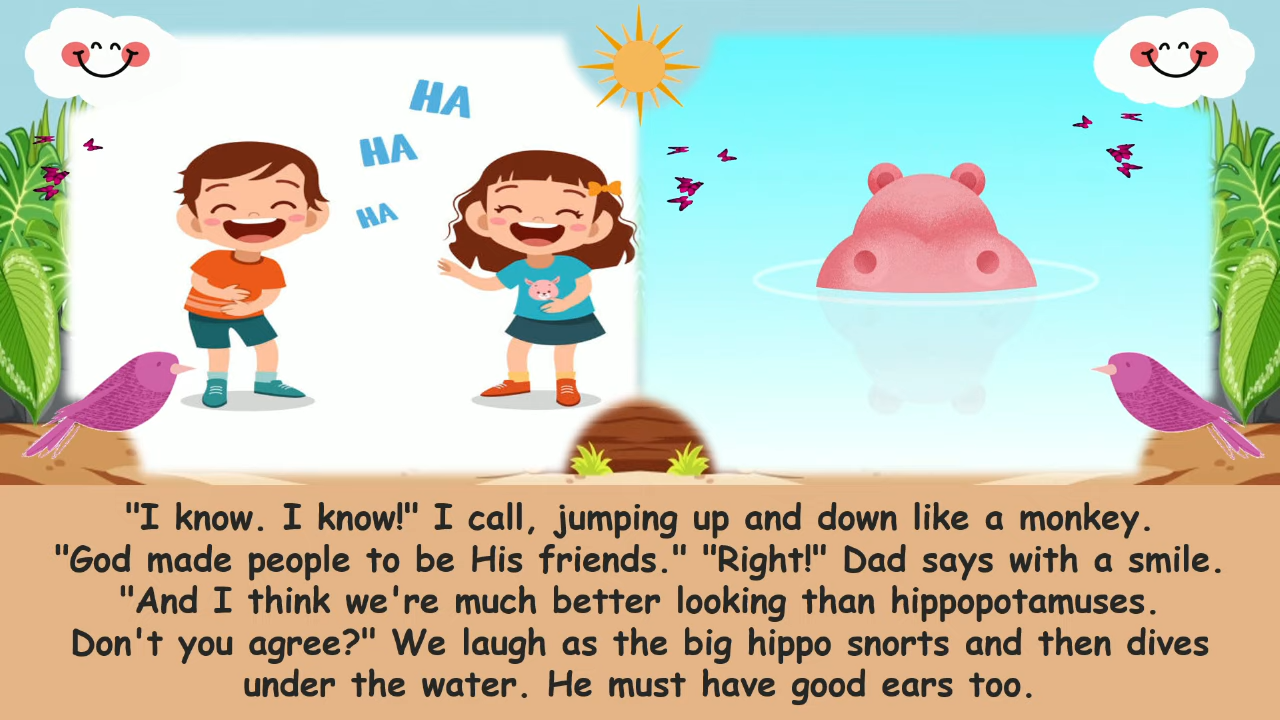 HA
HA
HA
"I know. I know!" I call, jumping up and down like a monkey.
"God made people to be His friends." "Right!" Dad says with a smile.
"And I think we're much better looking than hippopotamuses.
Don't you agree?" We laugh as the big hippo snorts and then dives
under the water. He must have good ears too.